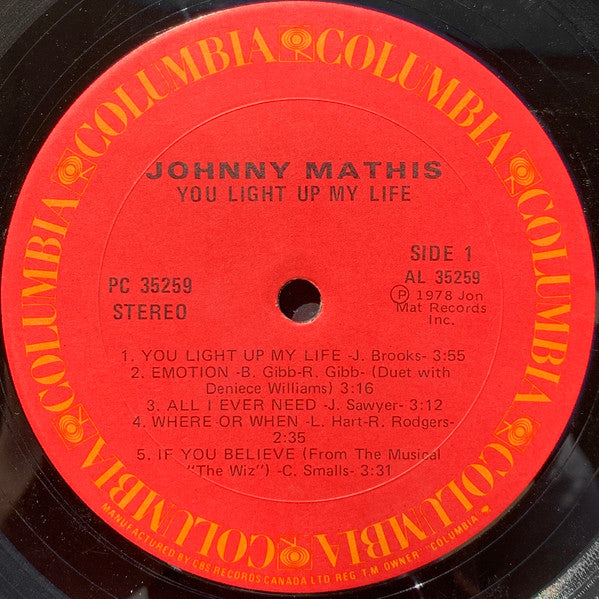 COLUMBIA COLUMBIA COLUMBIA COLUMBIA COLUMBIA COLUMBIA
JOHNNY MATHIS
YOU LIGHT UP MY LIFE
PC 35259
STEREO
SIDE 1
AL 35259
Ⓟ 1978 Jon
Mat Records
Inc.
1. YOU LIGHT UP MY LIFE -J. Brooks- 3:55
2. EMOTION -B. Gibb-R. Gibb- (Duet with
Deniece Williams) 3:16
3. ALL I EVER NEED -J. Sawyer- 3:12
4. WHERE OR WHEN -L. Hart-R. Rodgers-
2:35
5. IF YOU BELIEVE (From The Musical
"The Wiz") -C. Smalls- 3:31
MANUFACTURED BY CBS RECORDS CANADA LTD. REG. T.M. OWNER "COLUMBIA"